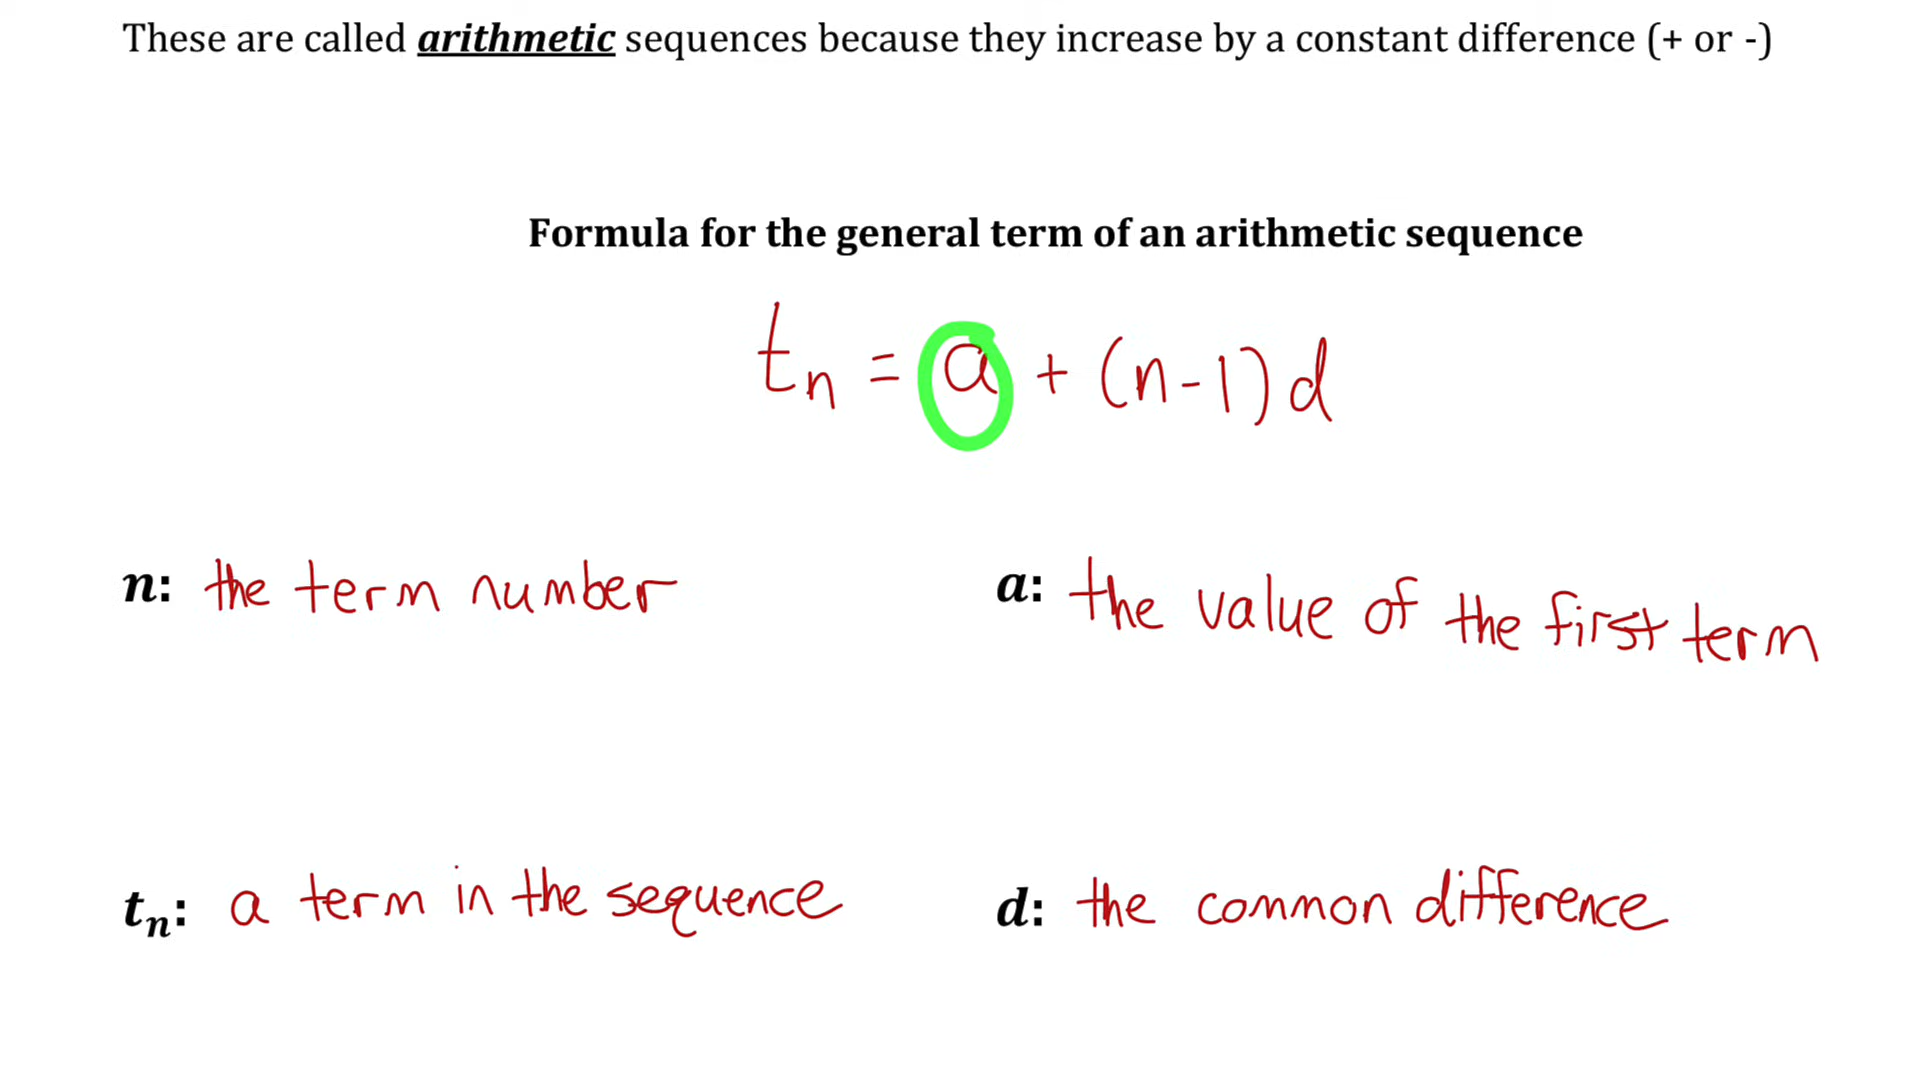 These are called arithmetic sequences because they increase by a constant difference (+ or -)
Formula for the general term of an arithmetic sequence
tn = a + (n-1)d
n: the term number
a: the value of the first term
tn: a term in the sequence
d: the common difference